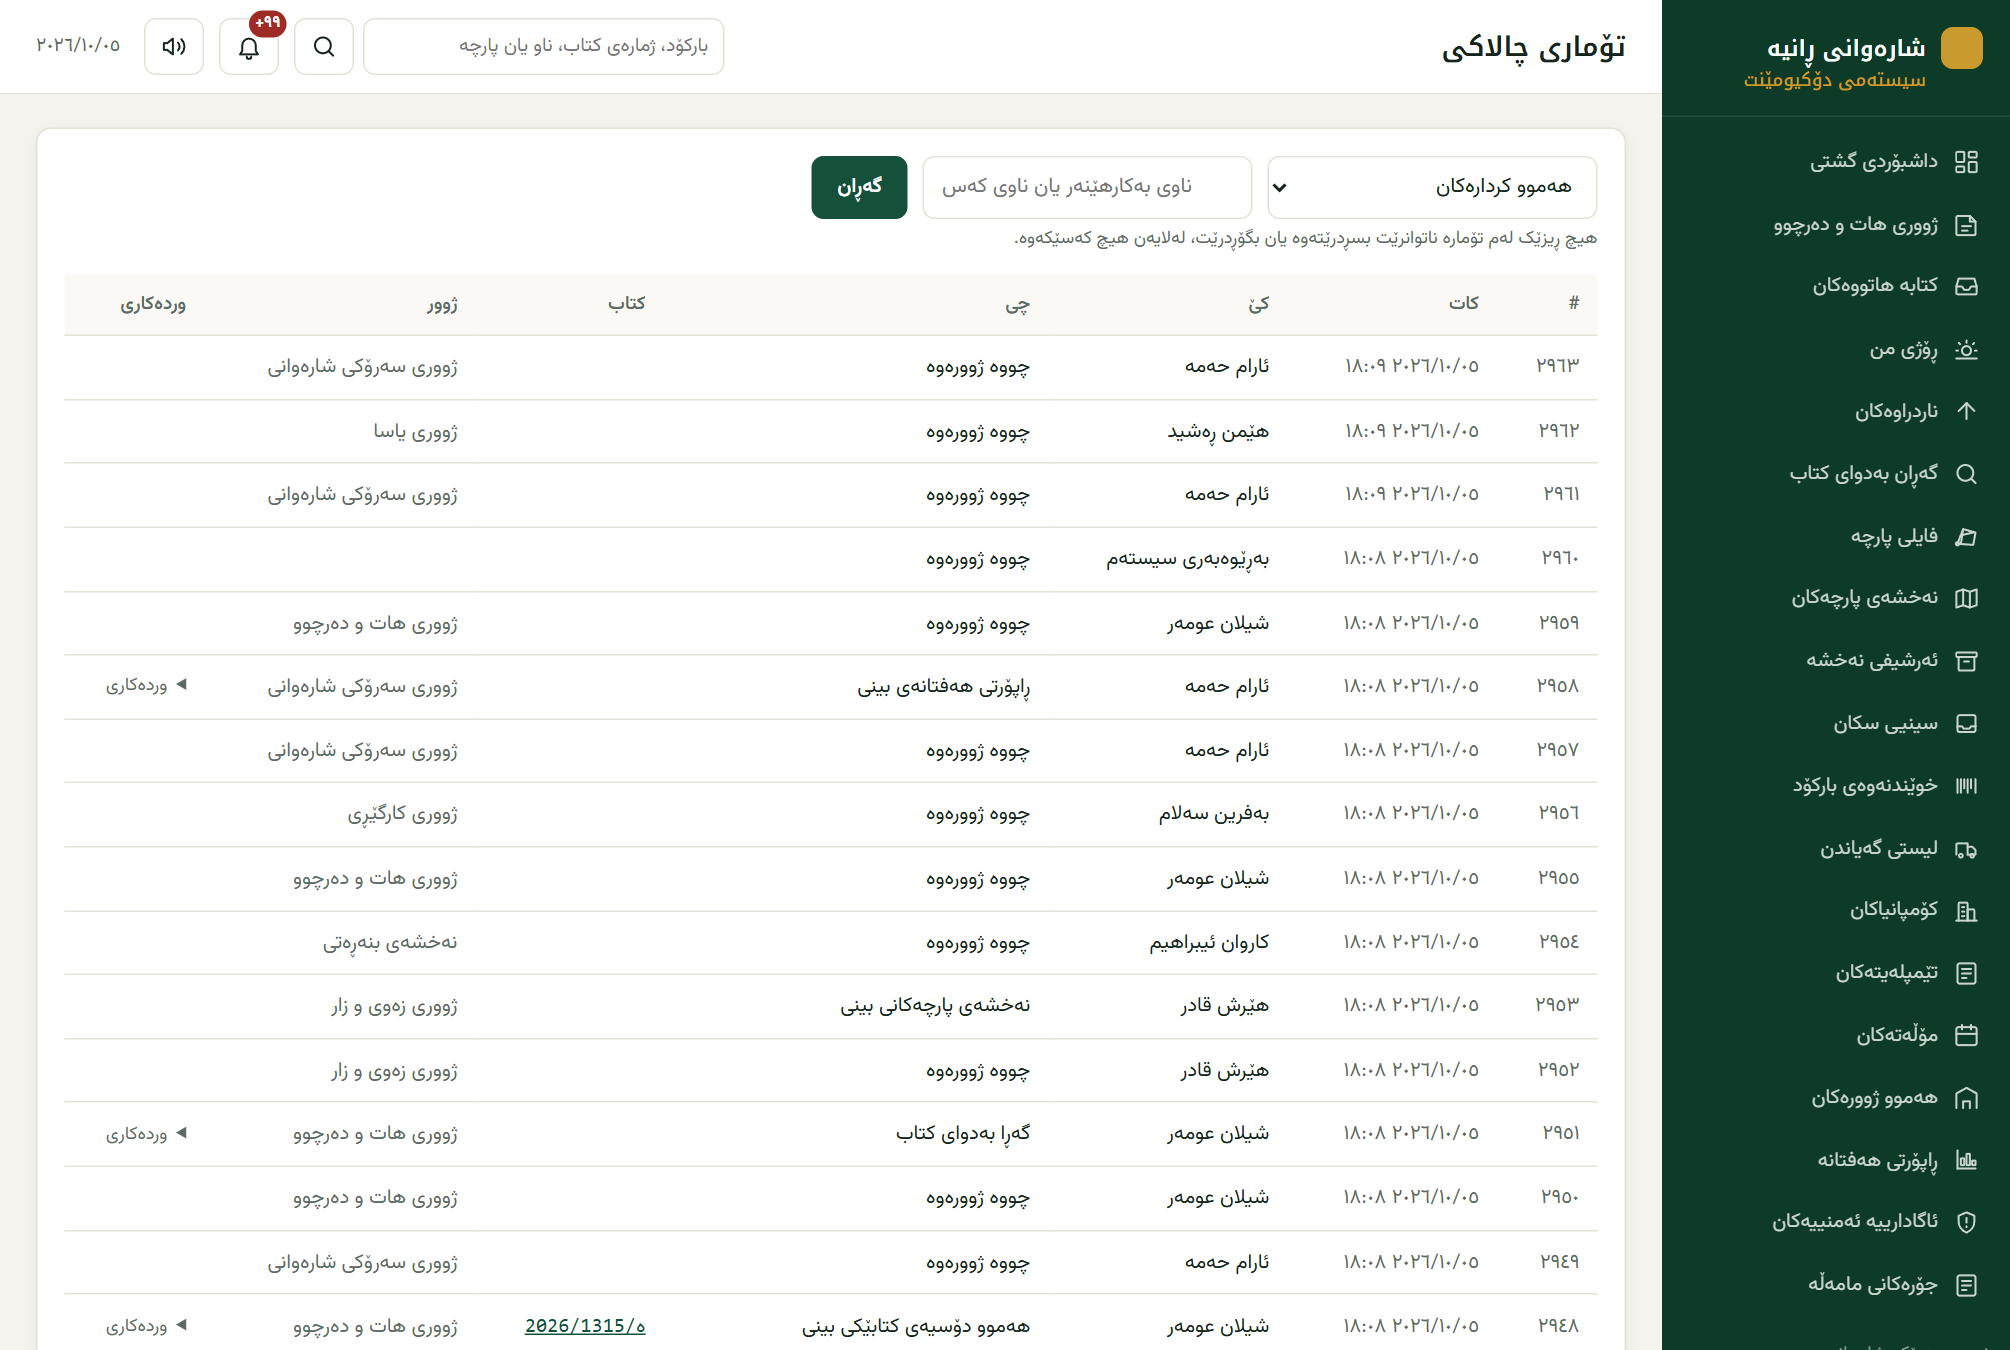 شارەوانی ڕانیە
سیستەمی دۆکیومێنت
داشبۆردی گشتی
ژووری هات و دەرچوو
کتابە هاتووەکان
ڕۆژی من
ناردراوەکان
گەڕان بەدوای کتاب
فایلی پارچە
نەخشەی پارچەکان
ئەرشیفی نەخشە
سینیی سکان
خوێندنەوەی بارکۆد
لیستی گەیاندن
کۆمپانیاکان
تێمپلەیتەکان
مۆڵەتەکان
هەموو ژوورەکان
ڕاپۆرتی هەفتانە
ئاگادارییە ئەمنییەکان
جۆرەکانی مامەڵە
تۆماری چالاکی
بارکۆد، ژمارەی کتاب، ناو یان پارچە
+٩٩
٢٠٢٦/١٠/٠٥
هەموو کردارەکان
ناوی بەکارهێنەر یان ناوی کەس
گەڕان
هیچ ڕیزێک لەم تۆمارە ناتوانرێت بسڕدرێتەوە یان بگۆڕدرێت، لەلایەن هیچ کەسێکەوە.
# کات کێ چی کتاب ژوور وردەکاری
٢٩٦٣ ٢٠٢٦/١٠/٠٥ ١٨:٠٩ ئارام حەمە چووە ژوورەوە ژووری سەرۆکی شارەوانی
٢٩٦٢ ٢٠٢٦/١٠/٠٥ ١٨:٠٩ هێمن ڕەشید چووە ژوورەوە ژووری یاسا
٢٩٦١ ٢٠٢٦/١٠/٠٥ ١٨:٠٩ ئارام حەمە چووە ژوورەوە ژووری سەرۆکی شارەوانی
٢٩٦٠ ٢٠٢٦/١٠/٠٥ ١٨:٠٨ بەڕێوەبەری سیستەم چووە ژوورەوە
٢٩٥٩ ٢٠٢٦/١٠/٠٥ ١٨:٠٨ شیلان عومەر چووە ژوورەوە ژووری هات و دەرچوو
٢٩٥٨ ٢٠٢٦/١٠/٠٥ ١٨:٠٨ ئارام حەمە ڕاپۆرتی هەفتانەی بینی ژووری سەرۆکی شارەوانی ◀ وردەکاری
٢٩٥٧ ٢٠٢٦/١٠/٠٥ ١٨:٠٨ ئارام حەمە چووە ژوورەوە ژووری سەرۆکی شارەوانی
٢٩٥٦ ٢٠٢٦/١٠/٠٥ ١٨:٠٨ بەفرین سەلام چووە ژوورەوە ژووری کارگێڕی
٢٩٥٥ ٢٠٢٦/١٠/٠٥ ١٨:٠٨ شیلان عومەر چووە ژوورەوە ژووری هات و دەرچوو
٢٩٥٤ ٢٠٢٦/١٠/٠٥ ١٨:٠٨ کاروان ئیبراهیم چووە ژوورەوە نەخشەی بنەڕەتی
٢٩٥٣ ٢٠٢٦/١٠/٠٥ ١٨:٠٨ هێرش قادر نەخشەی پارچەکانی بینی ژووری زەوی و زار
٢٩٥٢ ٢٠٢٦/١٠/٠٥ ١٨:٠٨ هێرش قادر چووە ژوورەوە ژووری زەوی و زار
٢٩٥١ ٢٠٢٦/١٠/٠٥ ١٨:٠٨ شیلان عومەر گەڕا بەدوای کتاب ژووری هات و دەرچوو ◀ وردەکاری
٢٩٥٠ ٢٠٢٦/١٠/٠٥ ١٨:٠٨ شیلان عومەر چووە ژوورەوە ژووری هات و دەرچوو
٢٩٤٩ ٢٠٢٦/١٠/٠٥ ١٨:٠٨ ئارام حەمە چووە ژوورەوە ژووری سەرۆکی شارەوانی
٢٩٤٨ ٢٠٢٦/١٠/٠٥ ١٨:٠٨ شیلان عومەر هەموو دۆسیەی کتابێکی بینی ە/2026/1315 ژووری هات و دەرچوو ◀ وردەکاری